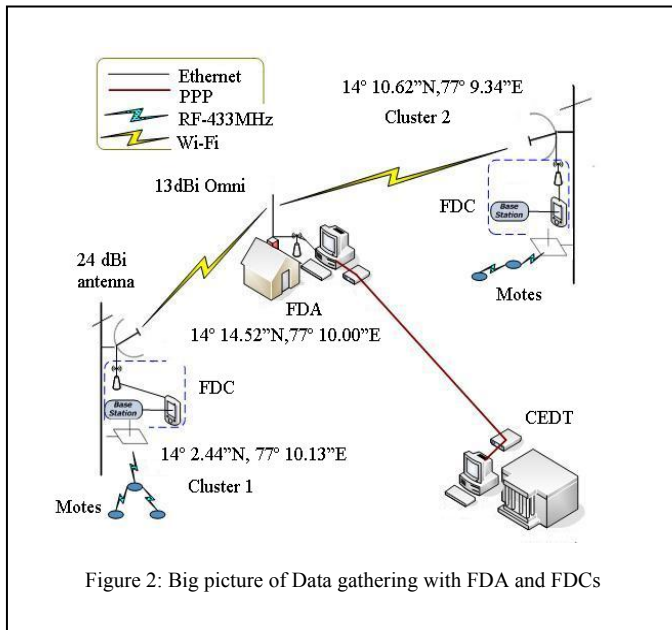 Ethernet
PPP
RF-433MHz
Wi-Fi
14° 10.62”N,77° 9.34”E
Cluster 2
13dBi Omni
FDC
Base
Station
24 dBi
antenna
Motes
FDA
14° 14.52”N,77° 10.00”E
FDC
Base
Station
CEDT
14° 2.44”N, 77° 10.13”E
Cluster 1
Motes
Figure 2: Big picture of Data gathering with FDA and FDCs